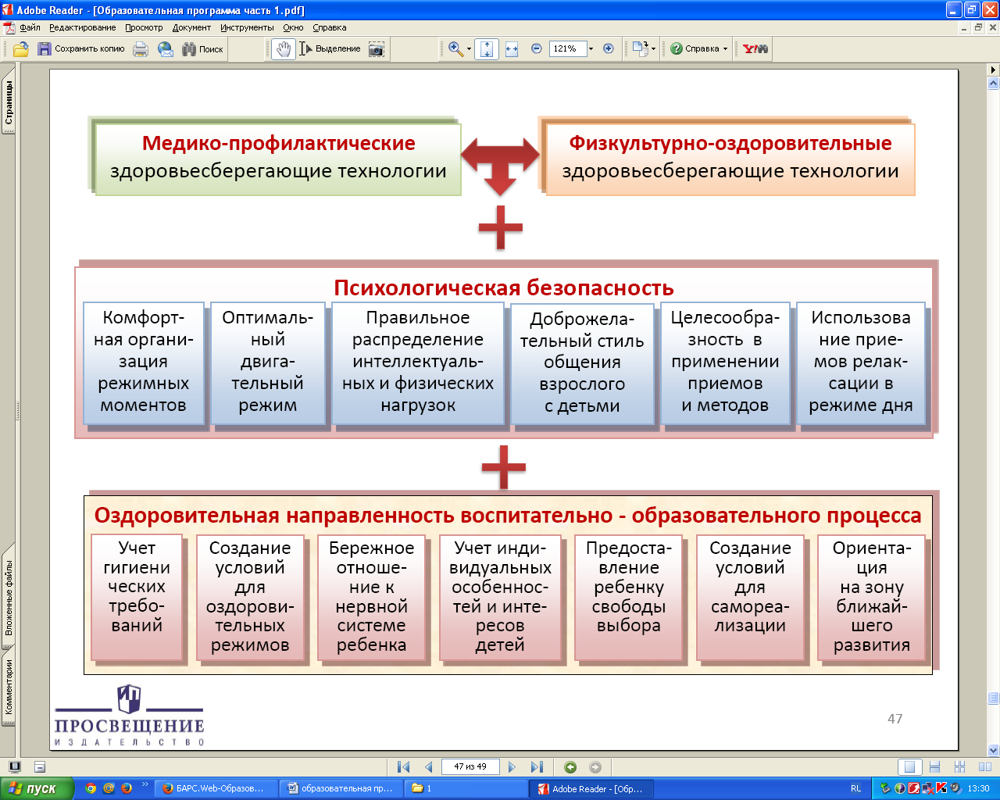 Adobe Reader - [Образовательная программа часть 1.pdf]
Файл Редактирование Просмотр Документ Инструменты Окно Справка
Сохранить копию Поиск Выделение 121% Справка Y!
Страницы
Вложенные файлы
Комментарии
Медико-профилактические
здоровьесберегающие технологии
Физкультурно-оздоровительные
здоровьесберегающие технологии
Психологическая безопасность
Комфорт-
ная органи-
зация
режимных
моментов
Оптималь-
ный
двига-
тельный
режим
Правильное
распределение
интеллектуаль-
ных и физических
нагрузок
Доброжела-
тельный стиль
общения
взрослого
с детьми
Целесообра-
зность в
применении
приемов
и методов
Использова
ние прие-
мов релак-
сации в
режиме дня
Оздоровительная направленность воспитательно - образовательного процесса
Учет
гигиени
ческих
требо-
ваний
Создание
условий
для
оздорови-
тельных
режимов
Бережное
отноше-
ние к
нервной
системе
ребенка
Учет инди-
видуальных
особеннос-
тей и инте-
ресов
детей
Предоста-
вление
ребенку
свободы
выбора
Создание
условий
для
самореа-
лизации
Ориента-
ция
на зону
ближай-
шего
развития
ИП
ПРОСВЕЩЕНИЕ
ИЗДАТЕЛЬСТВО
47
47 из 49
пуск БАРС.Web-Образов... образовательная пр... 1 Adobe Reader - [Обр... RL 13:30